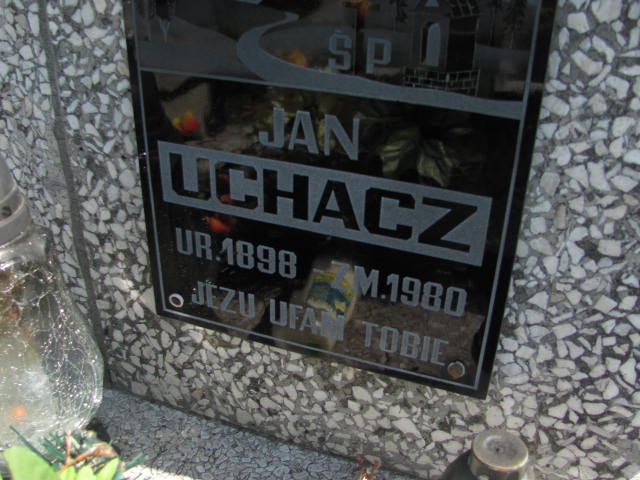 ŚP
JAN
UCHACZ
UR.1898 - ZM.1980
JEZU UFAM TOBIE